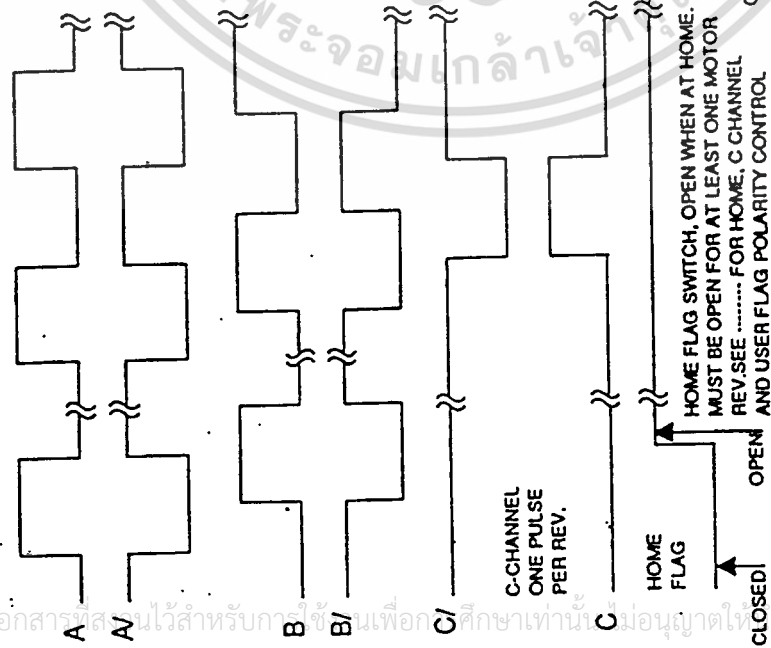 พระจอมเกล้าเจ้า
A
A/
B
B/
C/
C-CHANNEL
ONE PULSE
PER REV.
C
HOME
FLAG
CLOSED
OPEN
HOME FLAG SWITCH, OPEN WHEN AT HOME.
MUST BE OPEN FOR AT LEAST ONE MOTOR
REV.SEE -------- FOR HOME, C CHANNEL
AND USER FLAG POLARITY CONTROL
อกสารที่สงวนไว้สำหรับการใช้งานเพื่อการศึกษาเท่านั้น ไม่อนุญาตให้